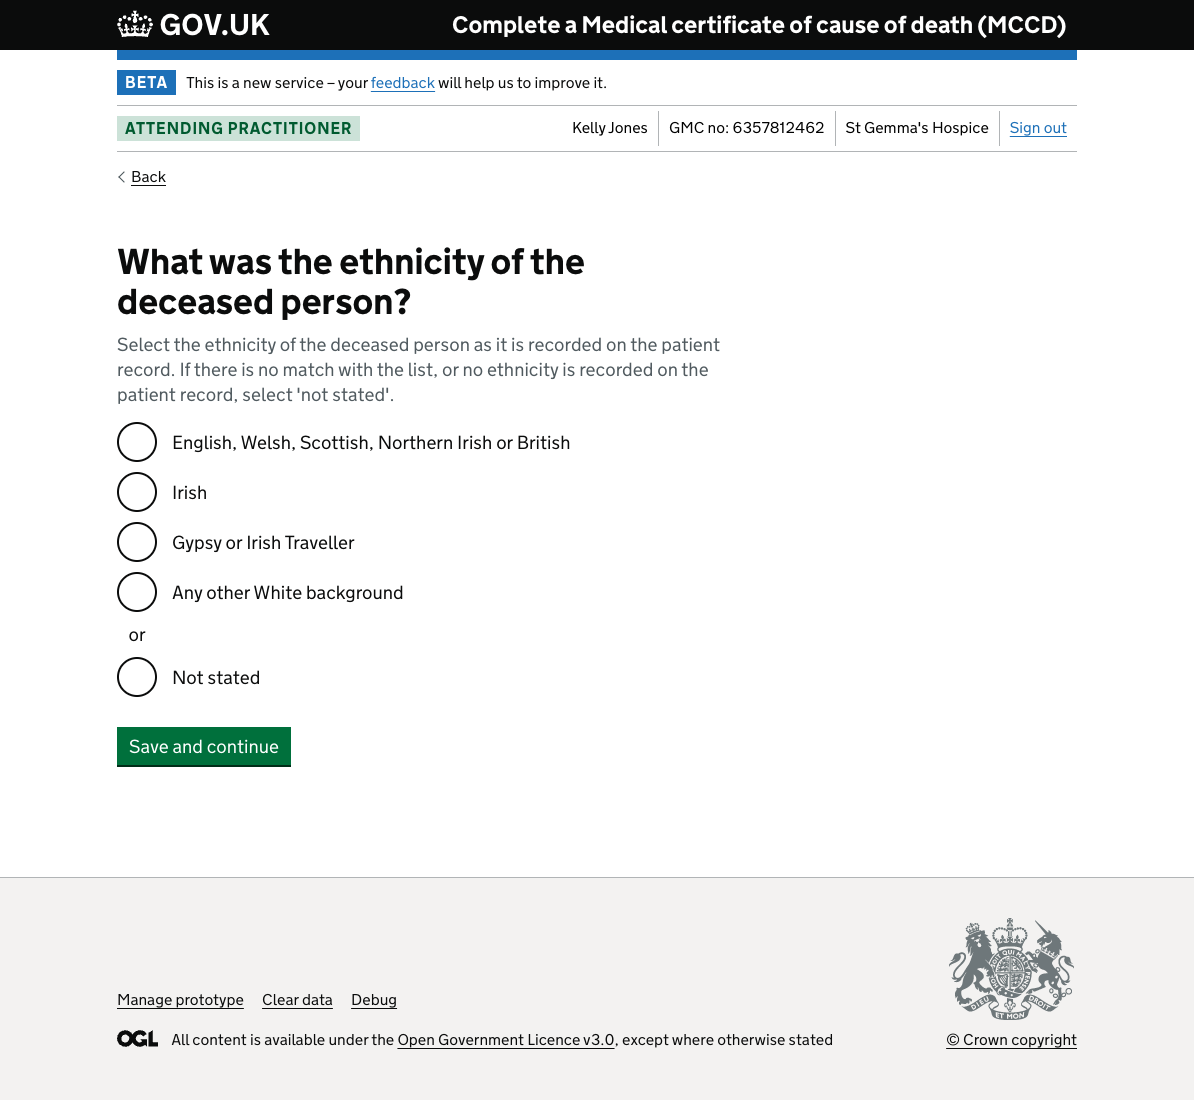 GOV.UK
Complete a Medical certificate of cause of death (MCCD)
BETA This is a new service – your feedback will help us to improve it.
ATTENDING PRACTITIONER
Kelly Jones GMC no: 6357812462 St Gemma's Hospice Sign out
Back
What was the ethnicity of the
deceased person?
Select the ethnicity of the deceased person as it is recorded on the patient
record. If there is no match with the list, or no ethnicity is recorded on the
patient record, select 'not stated'.
English, Welsh, Scottish, Northern Irish or British
Irish
Gypsy or Irish Traveller
Any other White background
or
Not stated
Save and continue
Manage prototype Clear data Debug
OGL All content is available under the Open Government Licence v3.0, except where otherwise stated
DIEU ET MON DROIT
© Crown copyright